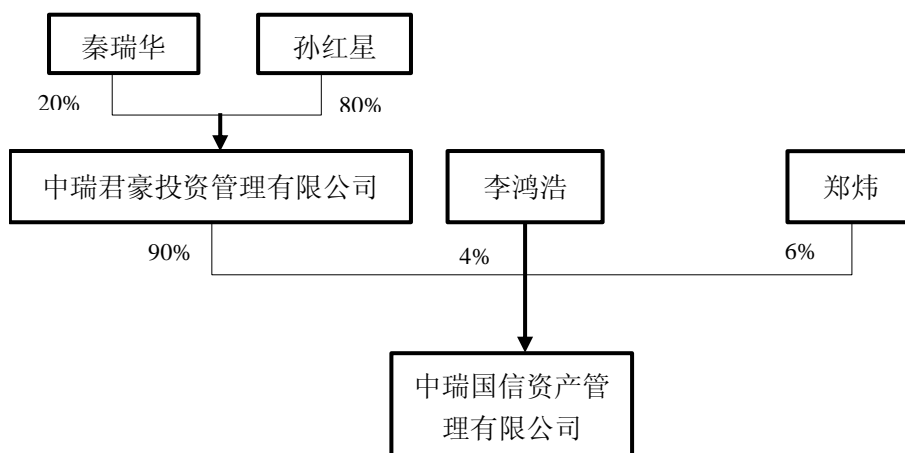 秦瑞华
孙红星
20%
80%
中瑞君豪投资管理有限公司
李鸿浩
郑炜
90%
4%
6%
中瑞国信资产管
理有限公司